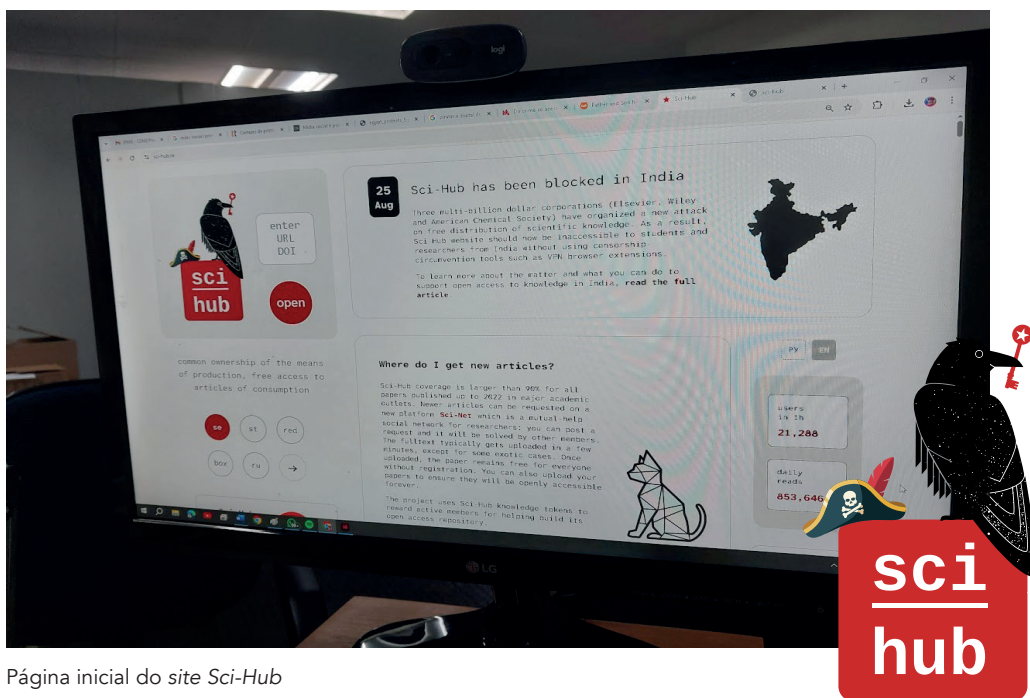 logi
Sci-Hub
sci-hub
25
Aug
Sci-Hub has been blocked in India
Three multi-billion dollar corporations (Elsevier, Wiley
and American Chemical Society) have organized a new attack
on free distribution of scientific knowledge. As a result,
Sci-Hub website should now be inaccessible to students and
researchers from India without using censorship
circumvention tools such as VPN browser extensions.
To learn more about the matter and what you can do to
support open access to knowledge in India, read the full
article
enter
URL
DOI
sci
hub
open
common ownership of the means
of production, free access to
articles of consumption
se
st
red
box
ru
→
Where do I get new articles?
Sci-Hub coverage is larger than 90% for all
papers published up to 2022 in major academic
outlets. Newer articles can be requested on a
new platform Sci-Net which is a mutual-help
social network for researchers: you can post a
request and it will be solved by other members.
The fulltext typically gets uploaded in a few
minutes, except for some exotic cases. Once
uploaded, the paper remains free for everyone
without registration. You can also upload your
papers to ensure they will be openly accessible
forever.
The project uses Sci-Hub knowledge tokens to
reward active members for helping build its
open access repository.
РУ
EN
users
in 1h
21,288
daily
reads
853,646
LG
sci
hub
Página inicial do site Sci-Hub